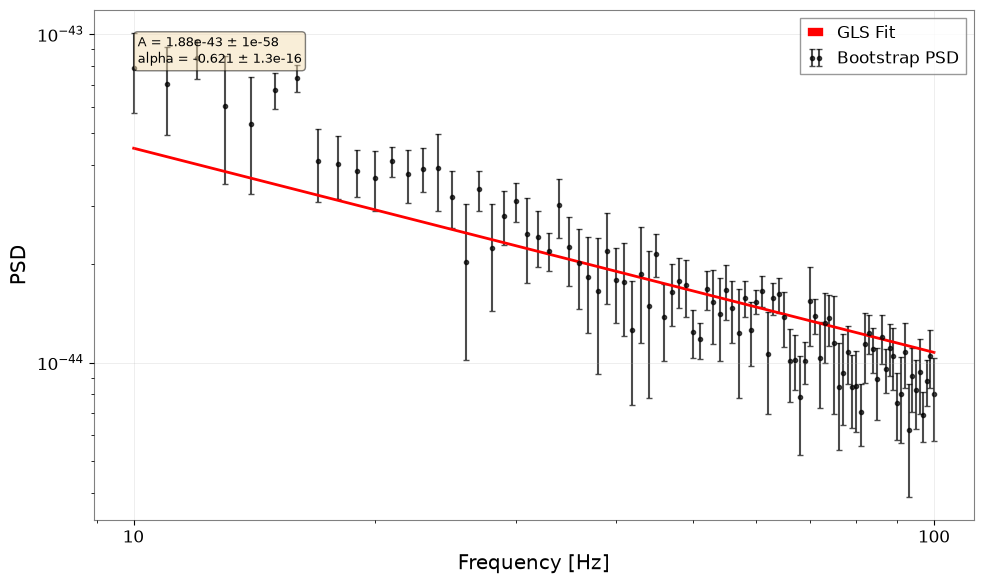 A = 1.88e-43 ± 1e-58
alpha = -0.621 ± 1.3e-16
GLS Fit
Bootstrap PSD
10⁻⁴³
10⁻⁴⁴
PSD
10
100
Frequency [Hz]